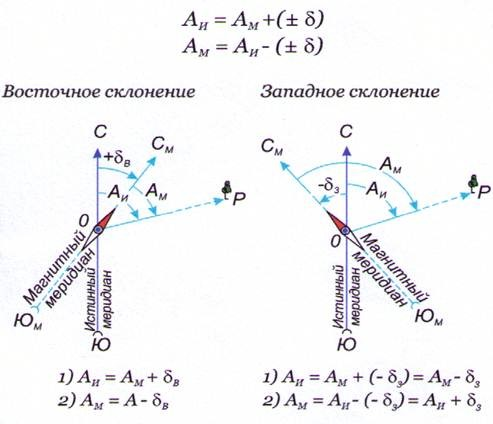 Aи = Aм +(± δ)
Aм = Aи- (± δ)
Восточное склонение
Западное склонение
С
+δв
См
Aи
Aм
Р
О
Магнитный
меридиан
Истинный
меридиан
Юм
Ю
См
С
Aм
-δз
Aи
Р
О
Магнитный
меридиан
Истинный
меридиан
Юм
Ю
1) Aи = Aм + δв
2) Aм = A- δв
1) Aи = Aм + (- δз) = Aм - δз
2) Aм = Aи- (- δз) = Aи + δз